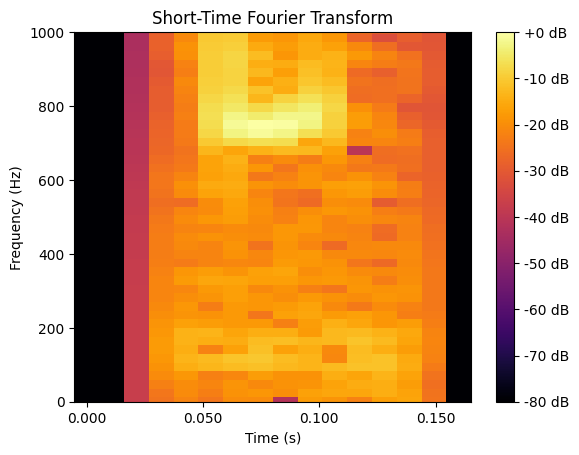 Short-Time Fourier Transform
1000
800
600
400
200
0
Frequency (Hz)
0.000
0.050
0.100
0.150
Time (s)
+0 dB
-10 dB
-20 dB
-30 dB
-40 dB
-50 dB
-60 dB
-70 dB
-80 dB